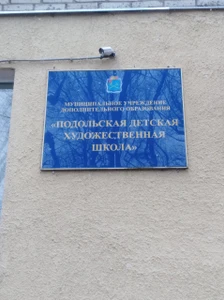 МУНИЦИПАЛЬНОЕ УЧРЕЖДЕНИЕ
ДОПОЛНИТЕЛЬНОГО ОБРАЗОВАНИЯ
«ПОДОЛЬСКАЯ ДЕТСКАЯ
ХУДОЖЕСТВЕННАЯ
ШКОЛА»